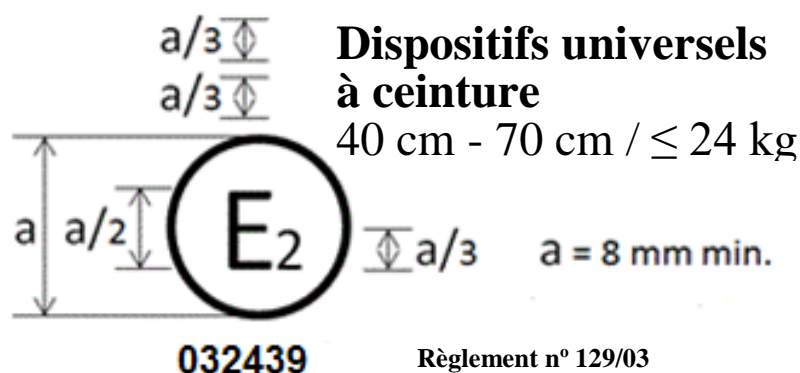 a/3 Dispositifs universels
a/3 à ceinture
40 cm - 70 cm / ≤ 24 kg
a a/2 E2 a/3 a = 8 mm min.
032439 Règlement nº 129/03